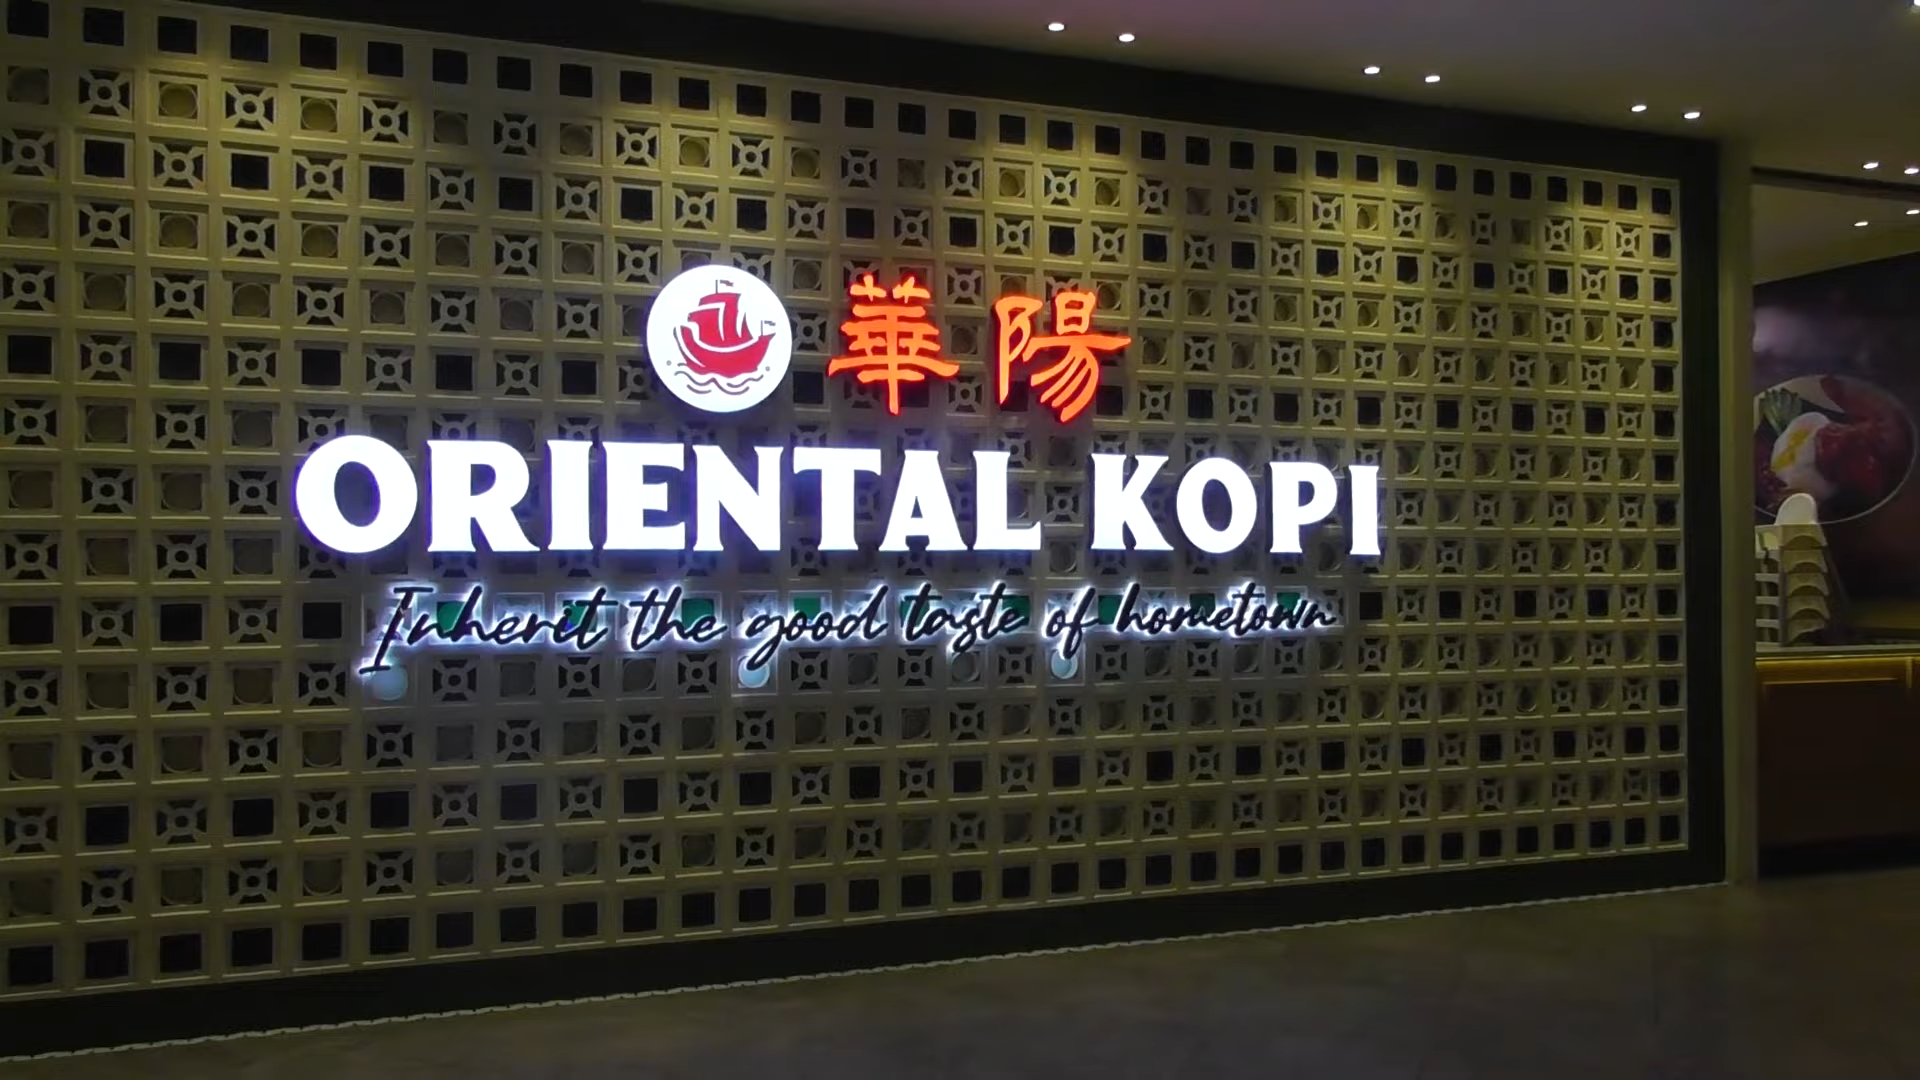 華陽
ORIENTAL KOPI
Inherit the good taste of hometown